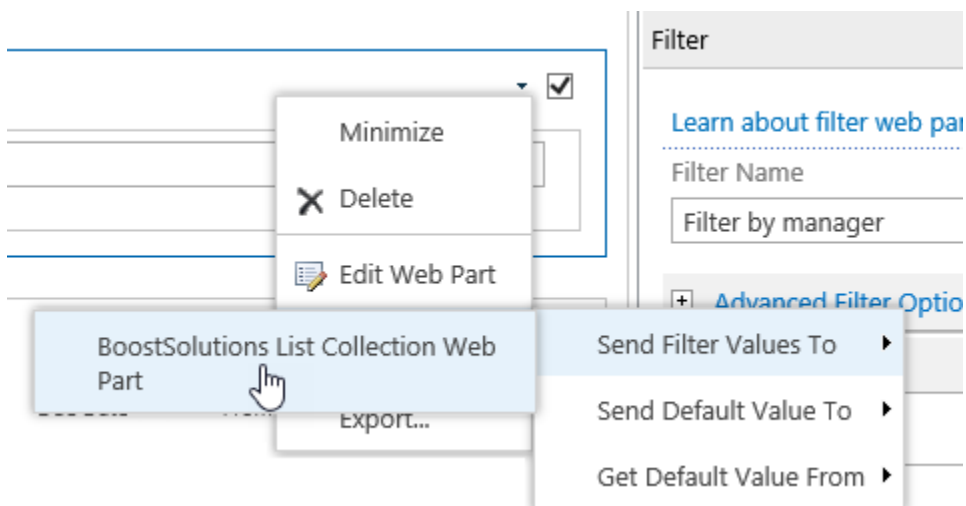 Filter
Learn about filter web par
Filter Name
Filter by manager
Advanced Filter Optio
Minimize
Delete
Edit Web Part
Export...
Send Filter Values To
Send Default Value To
Get Default Value From
BoostSolutions List Collection Web
Part